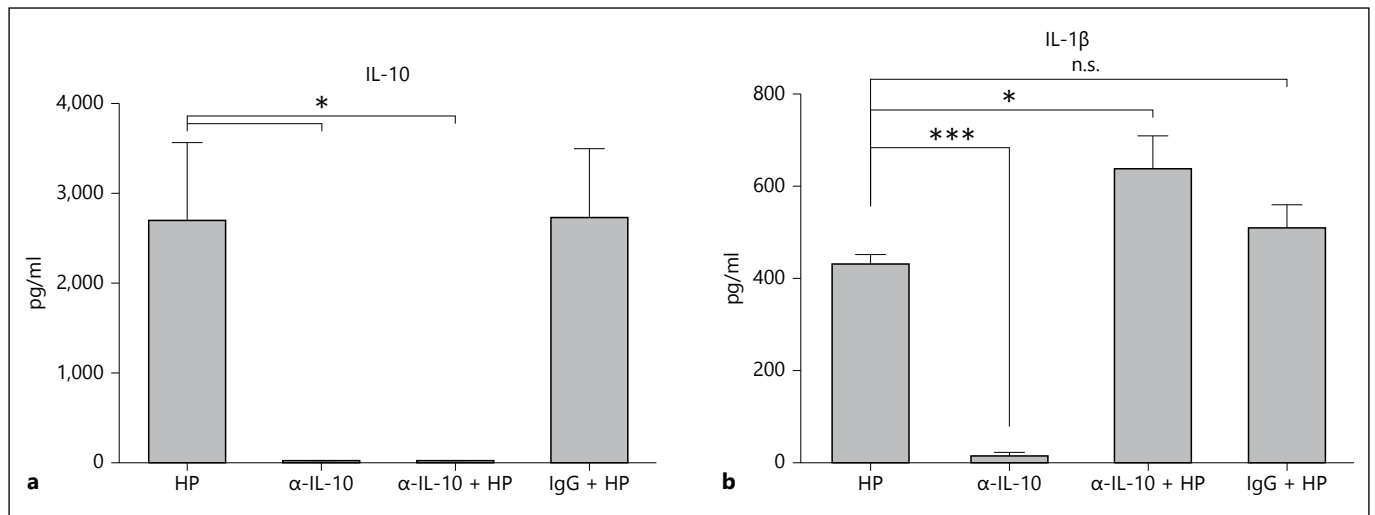 IL-10
4,000
3,000
2,000
1,000
0
pg/ml
*
HP
α-IL-10
α-IL-10 + HP
IgG + HP
a
IL-1β
n.s.
*
***
800
600
400
200
0
pg/ml
HP
α-IL-10
α-IL-10 + HP
IgG + HP
b